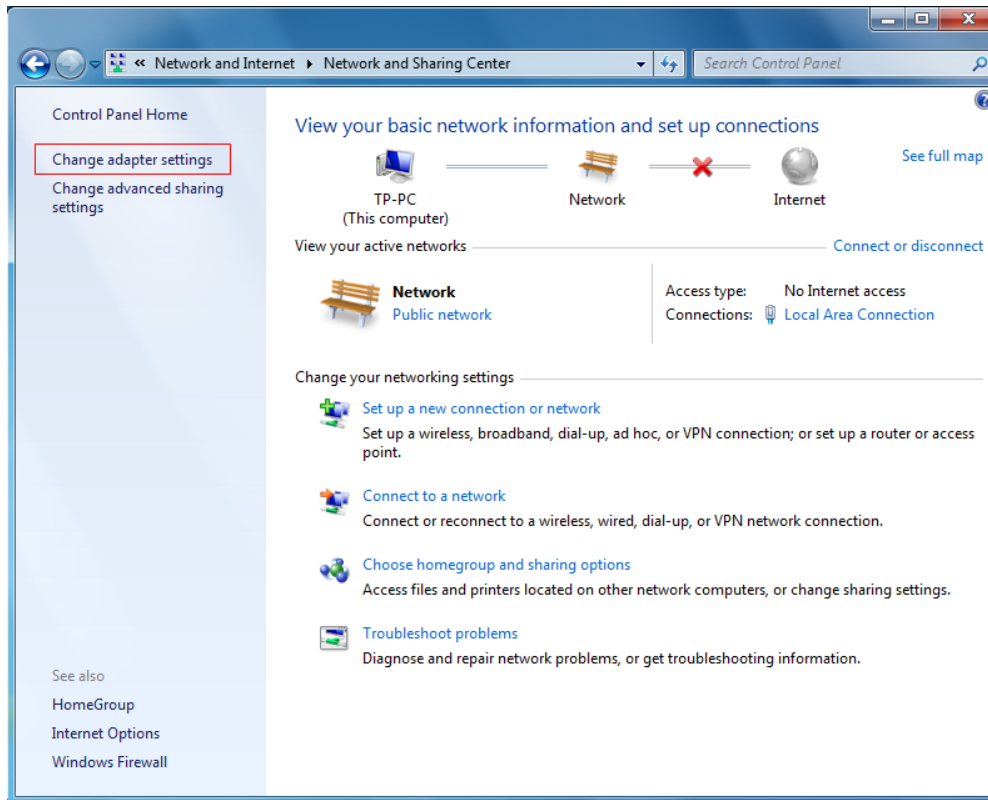 « Network and Internet ▸ Network and Sharing Center
Search Control Panel
Control Panel Home
Change adapter settings
Change advanced sharing
settings
View your basic network information and set up connections
See full map
TP-PC
(This computer)
Network
Internet
View your active networks
Connect or disconnect
Network
Public network
Access type: No Internet access
Connections: Local Area Connection
Change your networking settings
Set up a new connection or network
Set up a wireless, broadband, dial-up, ad hoc, or VPN connection; or set up a router or access
point.
Connect to a network
Connect or reconnect to a wireless, wired, dial-up, or VPN network connection.
Choose homegroup and sharing options
Access files and printers located on other network computers, or change sharing settings.
Troubleshoot problems
Diagnose and repair network problems, or get troubleshooting information.
See also
HomeGroup
Internet Options
Windows Firewall